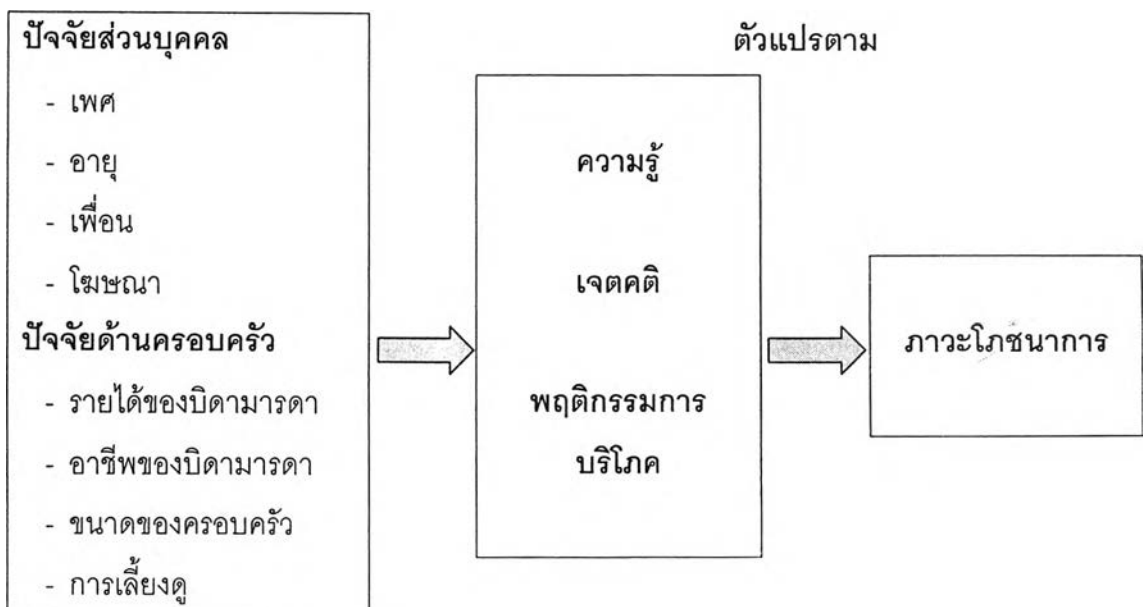 ปัจจัยส่วนบุคคล
- เพศ
- อายุ
- เพื่อน
- โฆษณา
ปัจจัยด้านครอบครัว
- รายได้ของบิดามารดา
- อาชีพของบิดามารดา
- ขนาดของครอบครัว
- การเลี้ยงดู
ตัวแปรตาม
ความรู้
เจตคติ
พฤติกรรมการ
บริโภค
ภาวะโภชนาการ